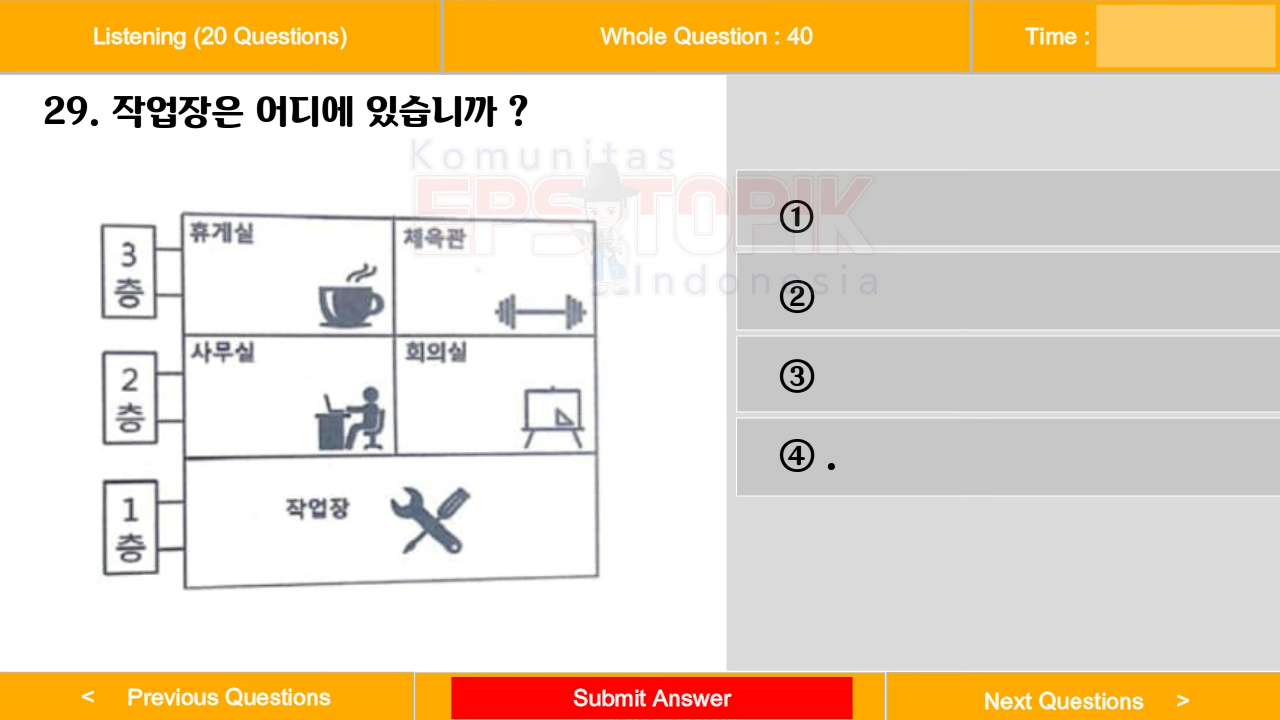 Listening (20 Questions)
Whole Question : 40
Time :
29. 작업장은 어디에 있습니까 ?
Komunitas
EPS TOPIK
Indonesia
3층
휴게실
체육관
2층
사무실
회의실
1층
작업장
①
②
③
④ .
< Previous Questions
Submit Answer
Next Questions >